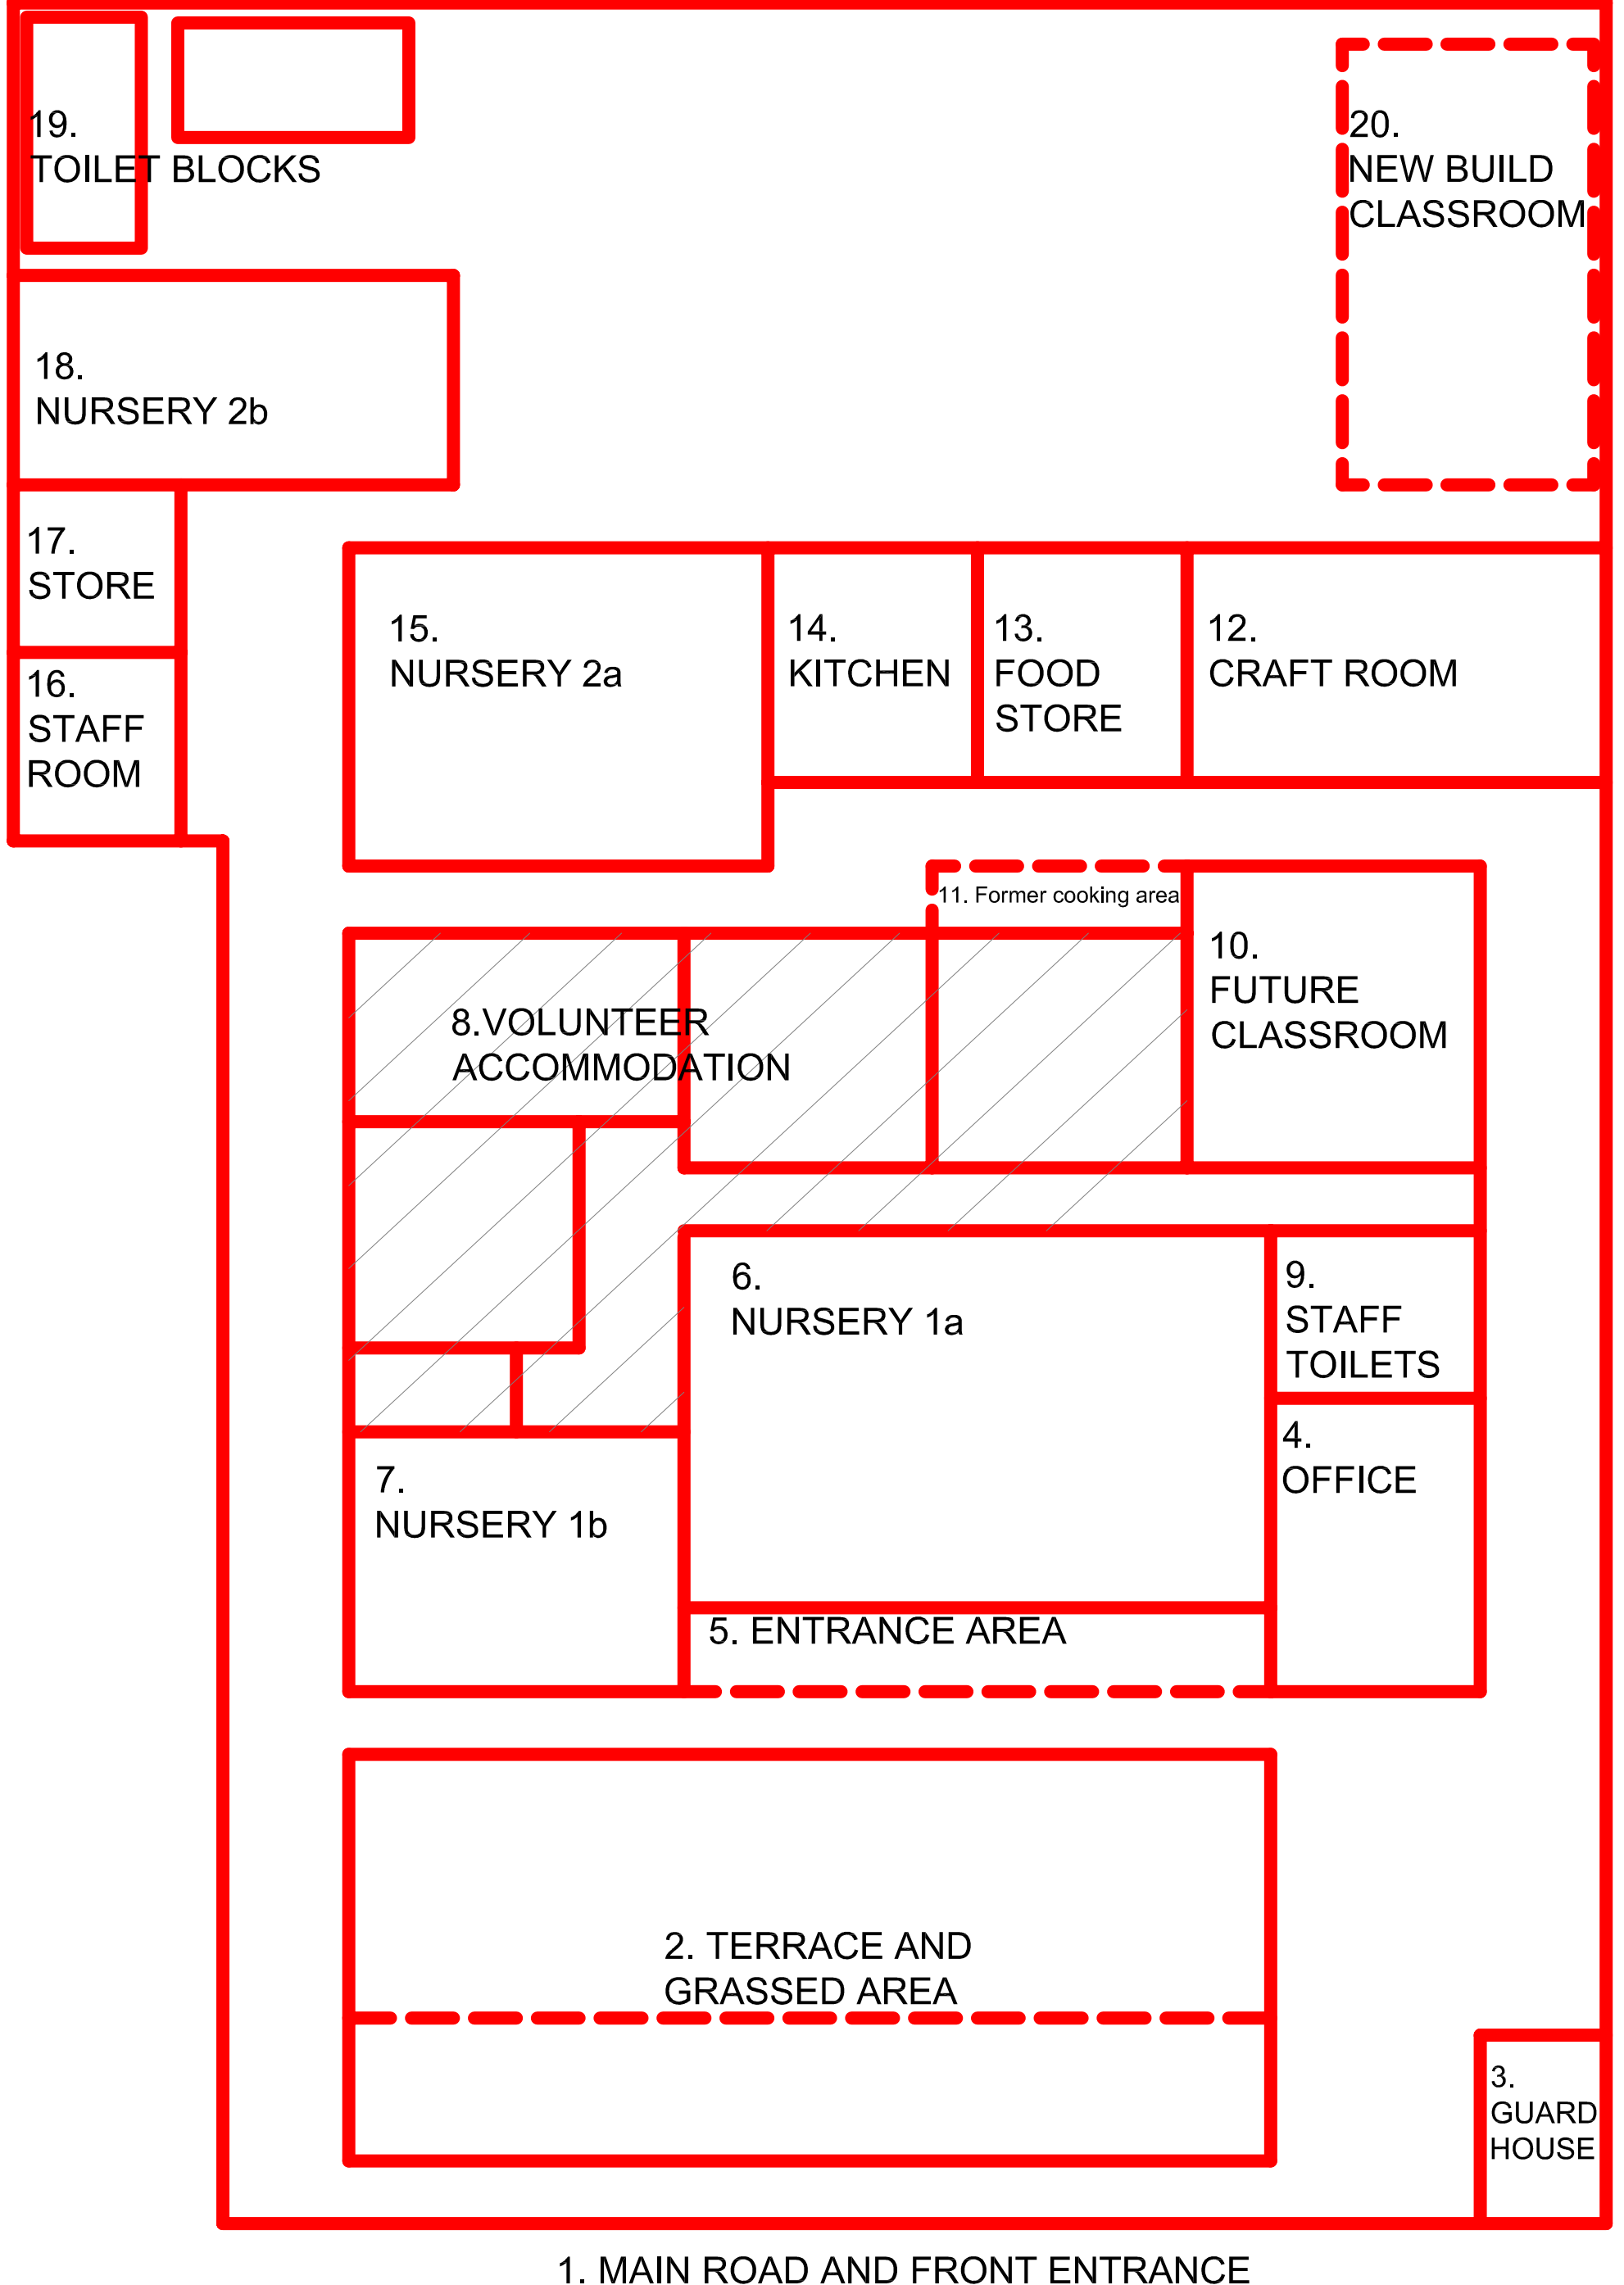 19.
TOILET BLOCKS
20.
NEW BUILD
CLASSROOM
18.
NURSERY 2b
17.
STORE
16.
STAFF
ROOM
15.
NURSERY 2a
14.
KITCHEN
13.
FOOD
STORE
12.
CRAFT ROOM
11. Former cooking area
10.
FUTURE
CLASSROOM
8.VOLUNTEER
ACCOMMODATION
6.
NURSERY 1a
9.
STAFF
TOILETS
4.
OFFICE
7.
NURSERY 1b
5. ENTRANCE AREA
2. TERRACE AND
GRASSED AREA
3.
GUARD
HOUSE
1. MAIN ROAD AND FRONT ENTRANCE